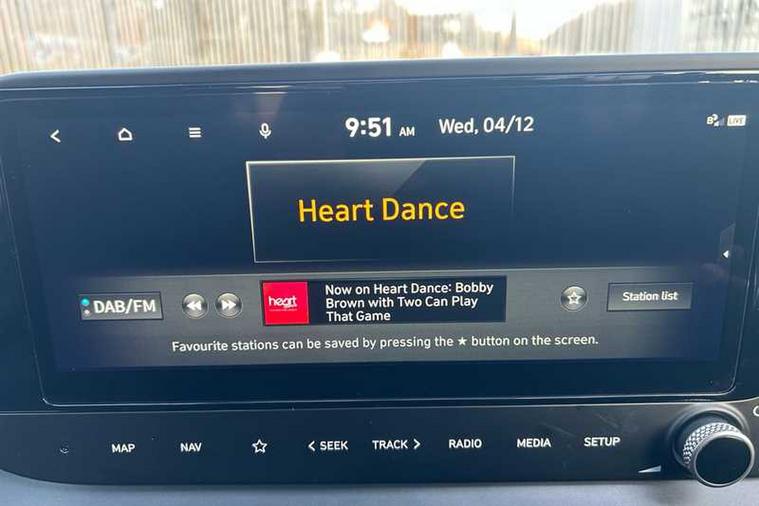 9:51 AM Wed, 04/12
LIVE
Heart Dance
DAB/FM
heart
Now on Heart Dance: Bobby
Brown with Two Can Play
That Game
Station list
Favourite stations can be saved by pressing the ★ button on the screen.
MAP NAV ☆ < SEEK TRACK > RADIO MEDIA SETUP